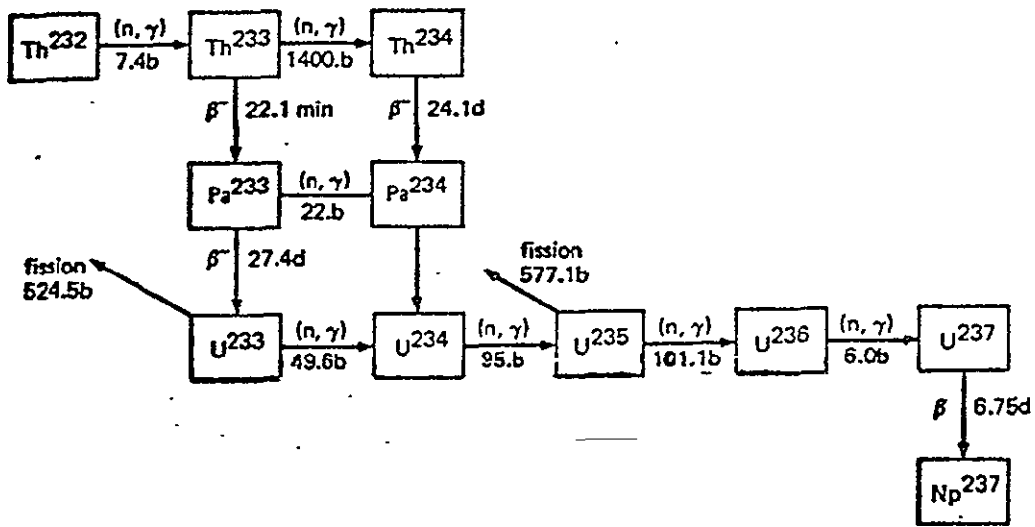 Th232 (n, γ) 7.4b Th233 (n, γ) 1400.b Th234
β- 22.1 min β- 24.1d
Pa233 (n, γ) 22.b Pa234
β- 27.4d
fission 524.5b
fission 577.1b
U233 (n, γ) 49.6b U234 (n, γ) 95.b U235 (n, γ) 101.1b U236 (n, γ) 6.0b U237
β 6.75d
Np237